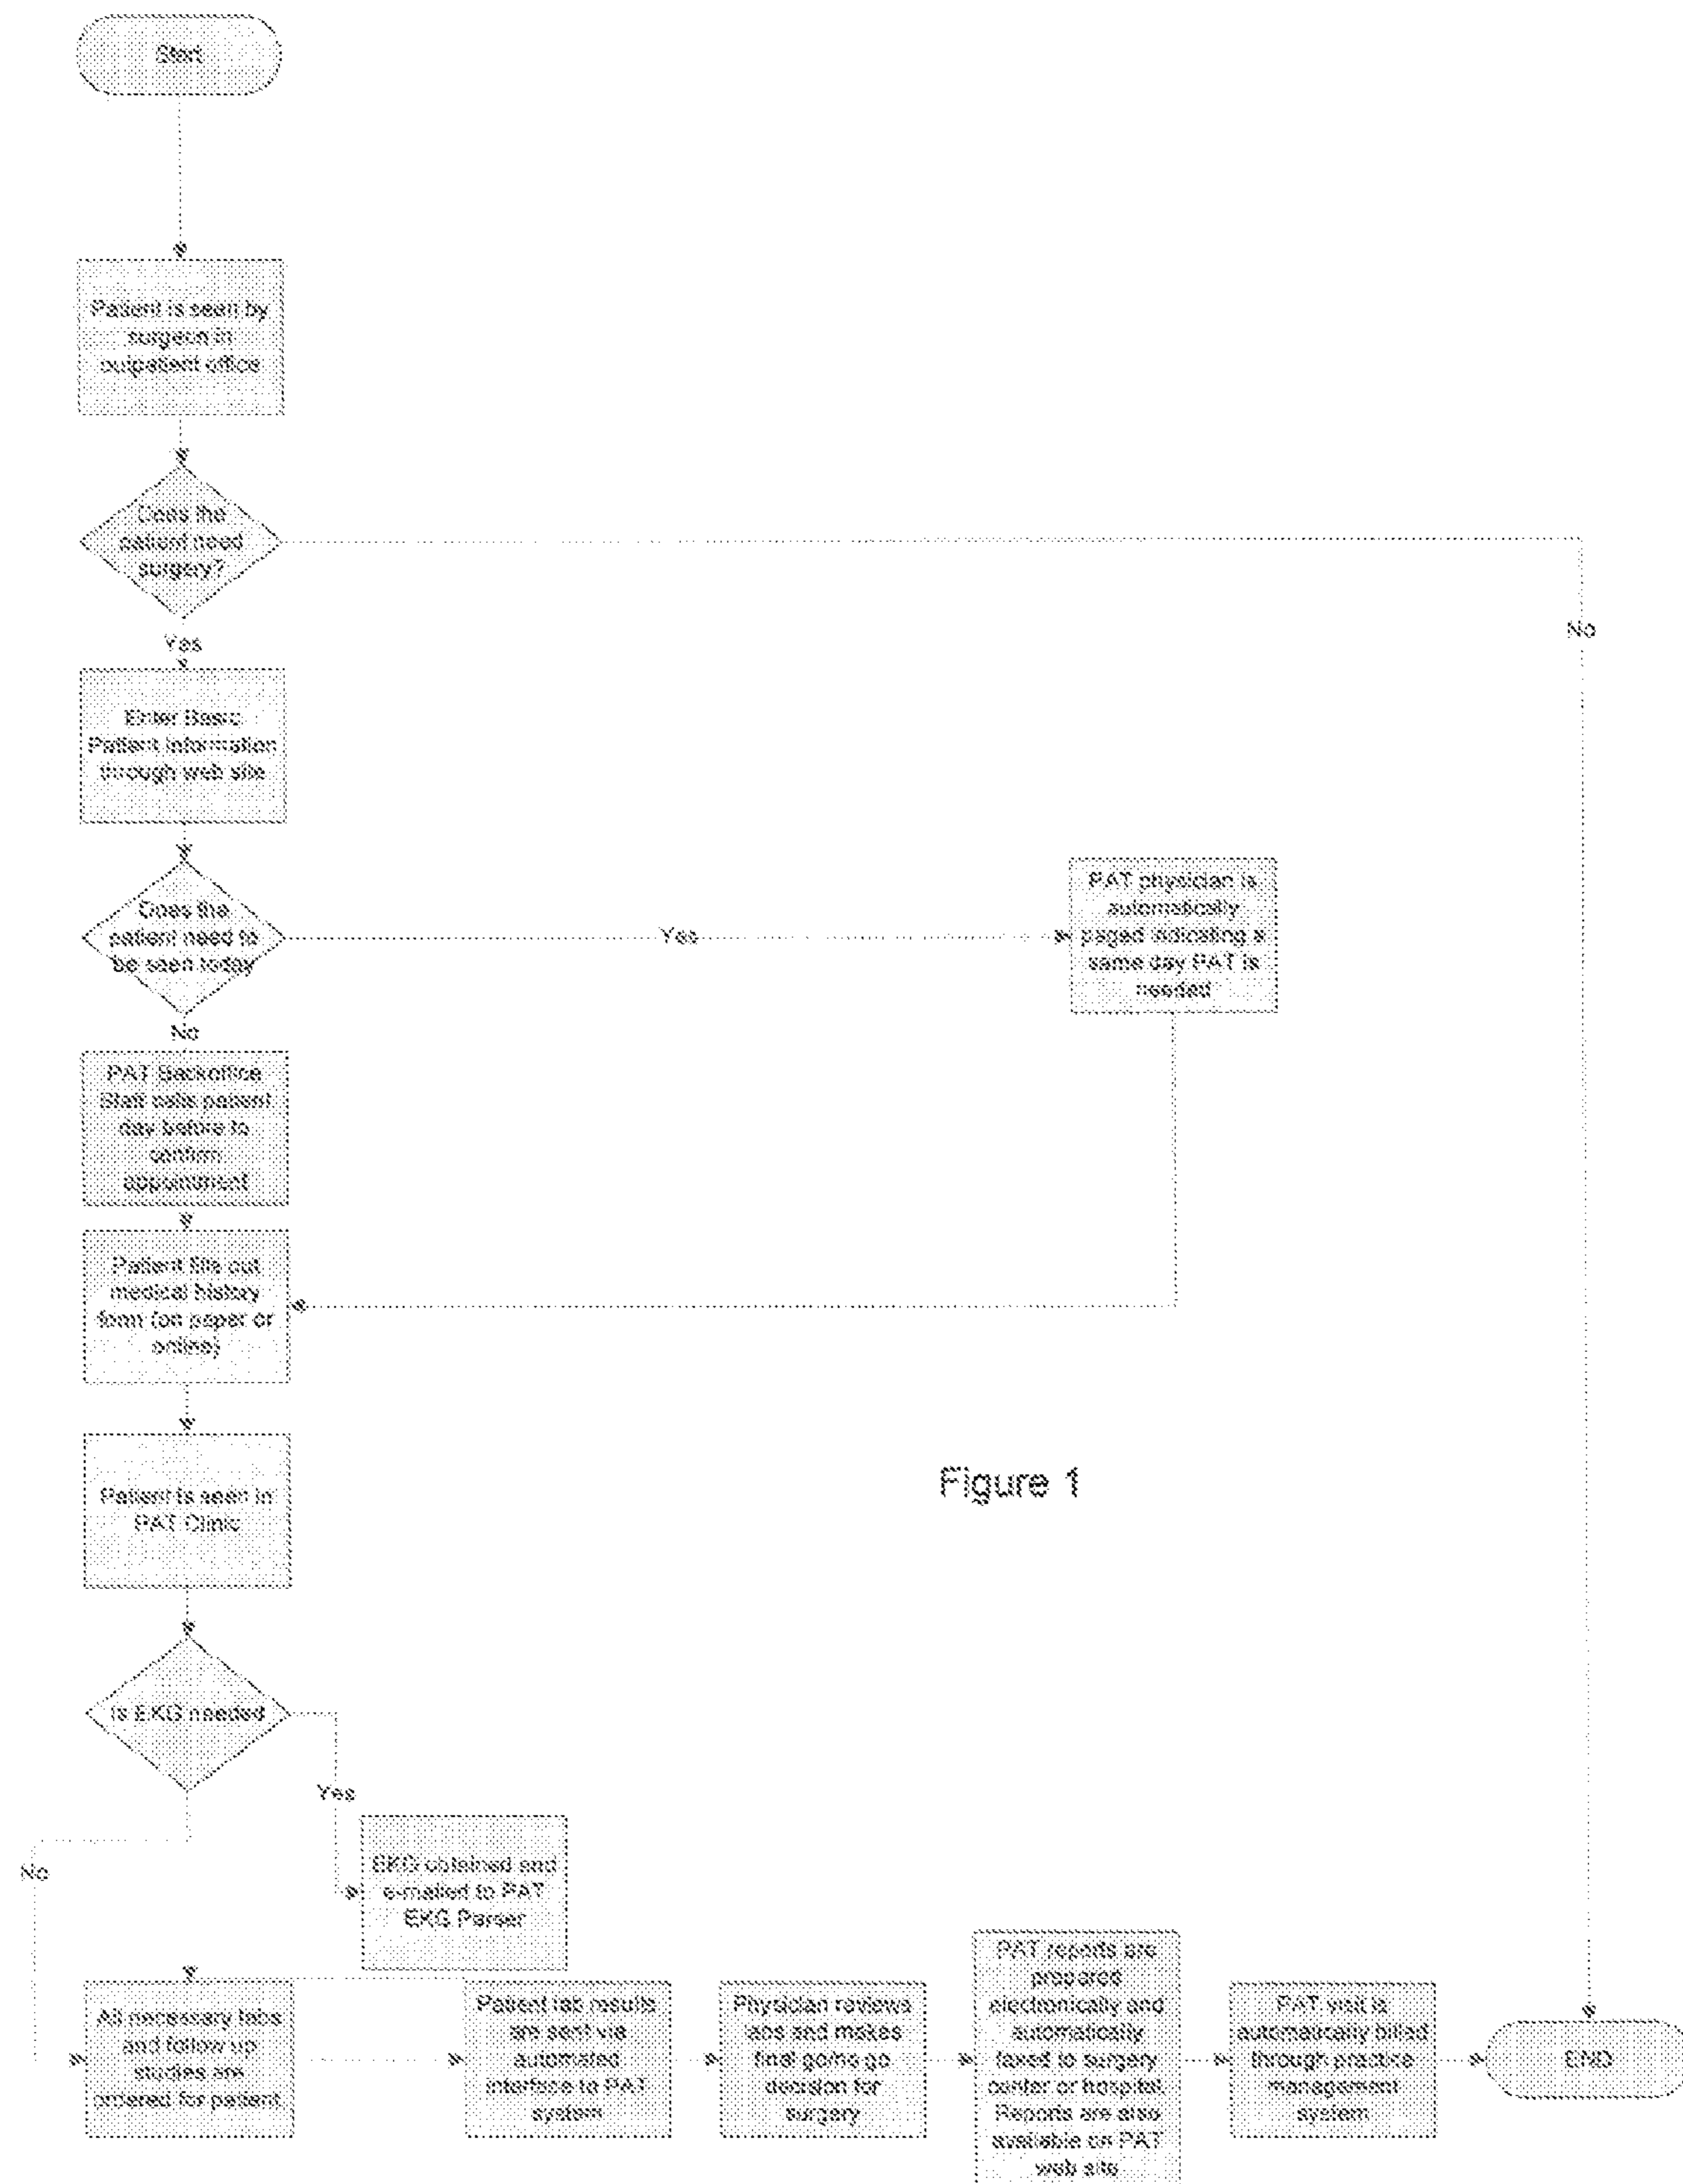 Start
Patient is seen by
surgeon in
outpatient office
Does the
patient need
surgery?
No
Yes
Enter Basic
Patient Information
through web site
Does the
patient need to
be seen today
Yes
PAT physician is
automatically
paged indicating a
same day PAT is
needed
No
PAT Backoffice
Staff calls patient
day before to
confirm
appointment
Patient fills out
medical history
form (on paper or
online)
Patient is seen in
PAT Clinic
Figure 1
Is EKG needed
Yes
No
EKG obtained and
e-mailed to PAT
EKG Parser
All necessary labs
and follow up
studies are
ordered for patient
Patient lab results
are sent via
automated
interface to PAT
system
Physician reviews
labs and makes
final go/no go
decision for
surgery
PAT reports are
prepared
electronically and
automatically
faxed to surgery
center or hospital.
Reports are also
available on PAT
web site
PAT visit is
automatically billed
through practice
management
system
END